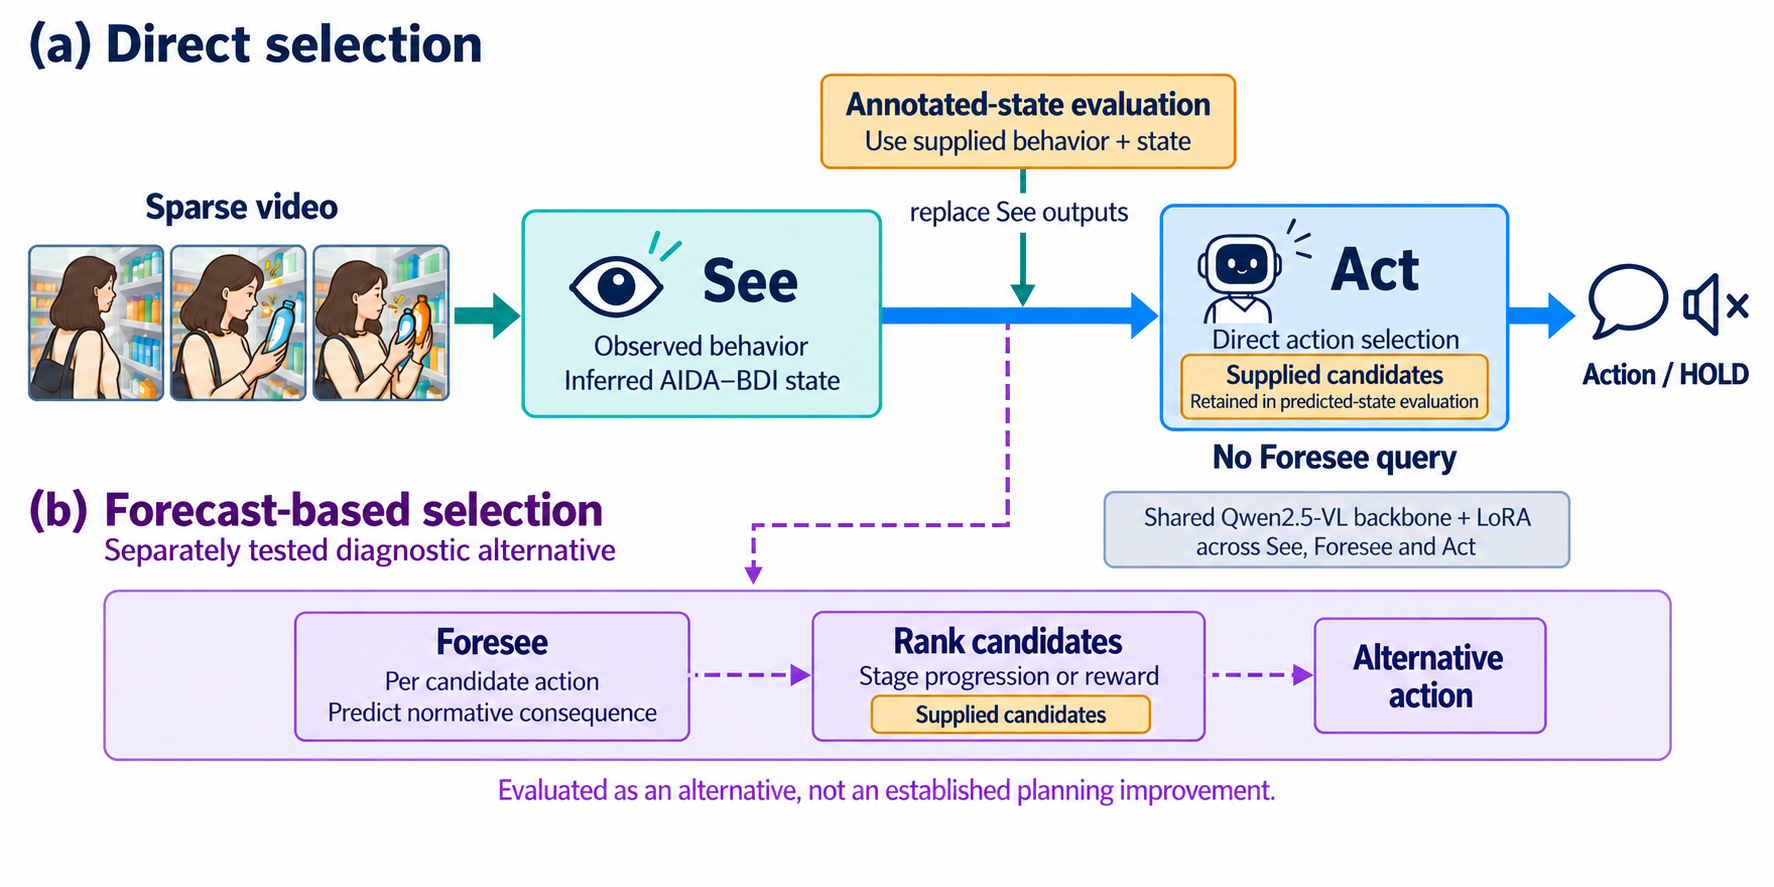 (a) Direct selection
Annotated-state evaluation
Use supplied behavior + state
Sparse video
replace See outputs
See
Observed behavior
Inferred AIDA–BDI state
Act
Direct action selection
Supplied candidates
Retained in predicted-state evaluation
Action / HOLD
No Foresee query
Shared Qwen2.5-VL backbone + LoRA
across See, Foresee and Act
(b) Forecast-based selection
Separately tested diagnostic alternative
Foresee
Per candidate action
Predict normative consequence
Rank candidates
Stage progression or reward
Supplied candidates
Alternative
action
Evaluated as an alternative, not an established planning improvement.